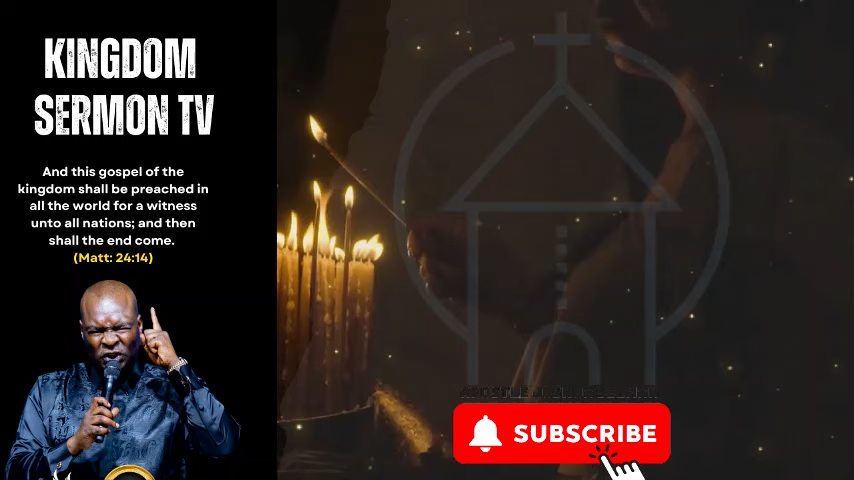 KINGDOM
SERMON TV
And this gospel of the
kingdom shall be preached in
all the world for a witness
unto all nations; and then
shall the end come.
(Matt: 24:14)
APOSTLE
SUBSCRIBE